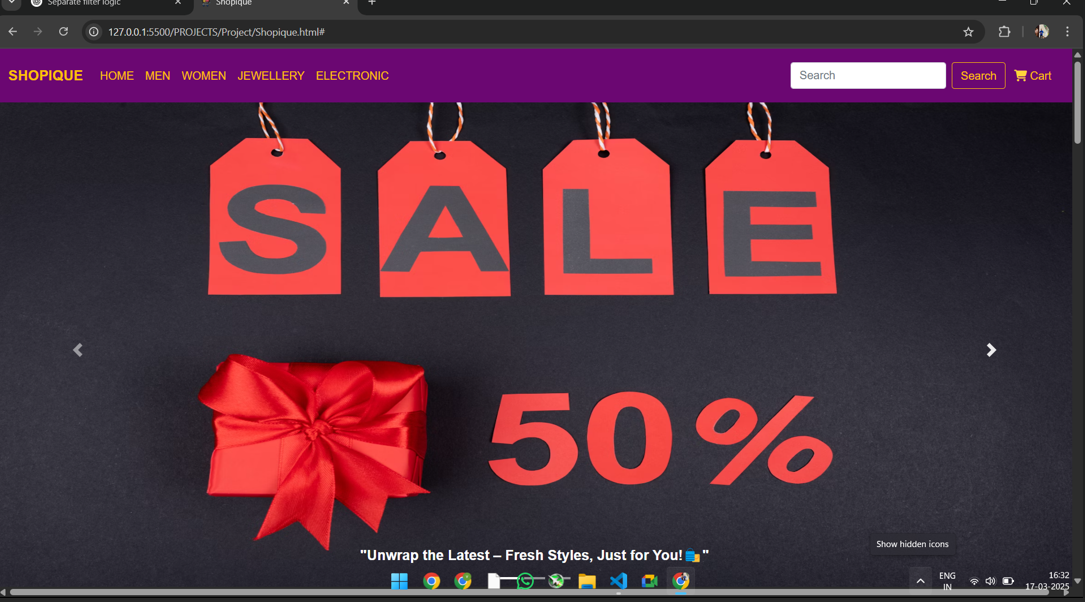 Separate filter logic
Shopique
127.0.0.1:5500/PROJECTS/Project/Shopique.html#
SHOPIQUE HOME MEN WOMEN JEWELLERY ELECTRONIC Search Search Cart
SALE
50%
"Unwrap the Latest – Fresh Styles, Just for You!🛍️"
Show hidden icons
ENG
IN
16:32
17-03-2025